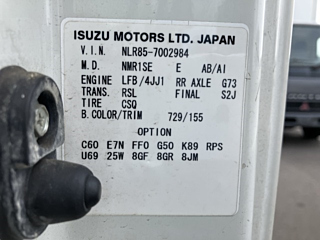 ISUZU MOTORS LTD. JAPAN
V.I.N. NLR85-7002984
M.D. NMR1SE E AB/AI
ENGINE LFB/4JJ1 RR AXLE G73
TRANS. RSL FINAL S2J
TIRE CSQ
B.COLOR/TRIM 729/155
OPTION
C60 E7N FF0 G50 K89 RPS
U69 25W 8GF 8GR 8JM